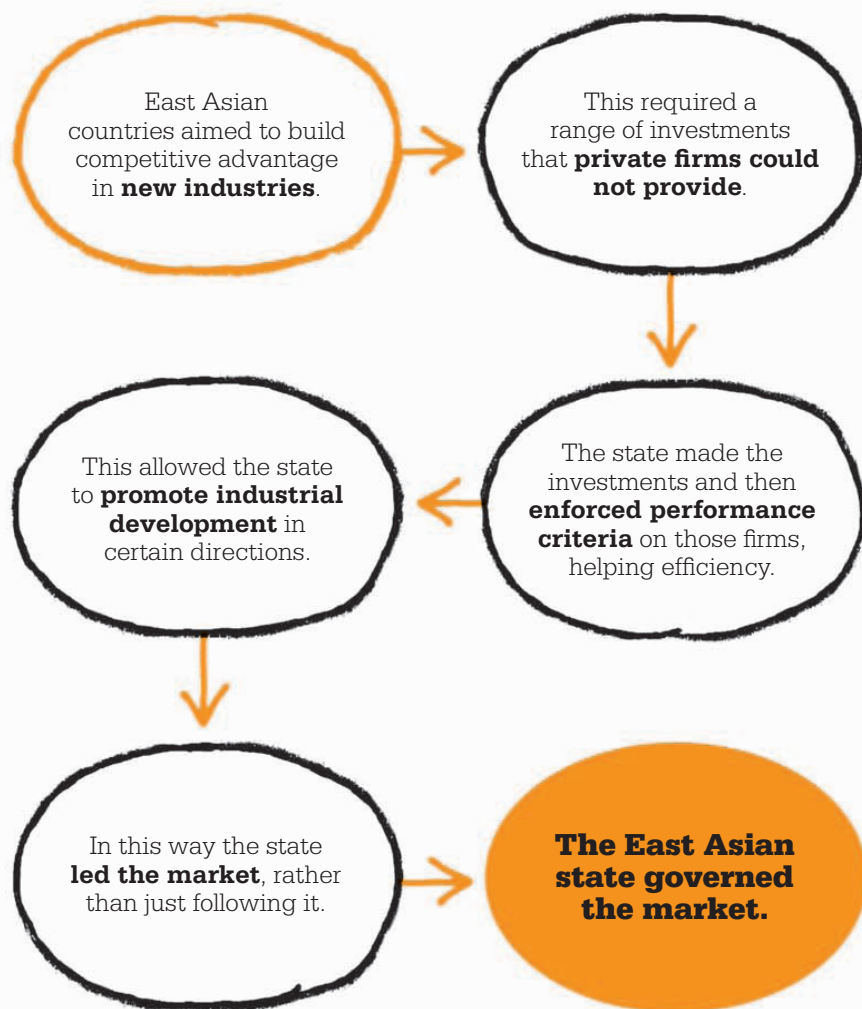 East Asian
countries aimed to build
competitive advantage
in new industries.
This required a
range of investments
that private firms could
not provide.
The state made the
investments and then
enforced performance
criteria on those firms,
helping efficiency.
This allowed the state
to promote industrial
development in
certain directions.
In this way the state
led the market, rather
than just following it.
The East Asian
state governed
the market.